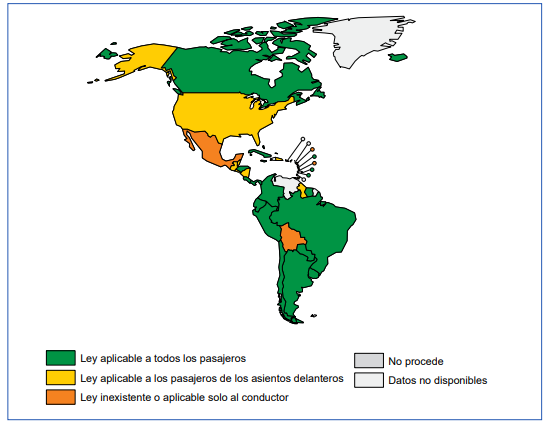 Ley aplicable a todos los pasajeros
Ley aplicable a los pasajeros de los asientos delanteros
Ley inexistente o aplicable solo al conductor
No procede
Datos no disponibles